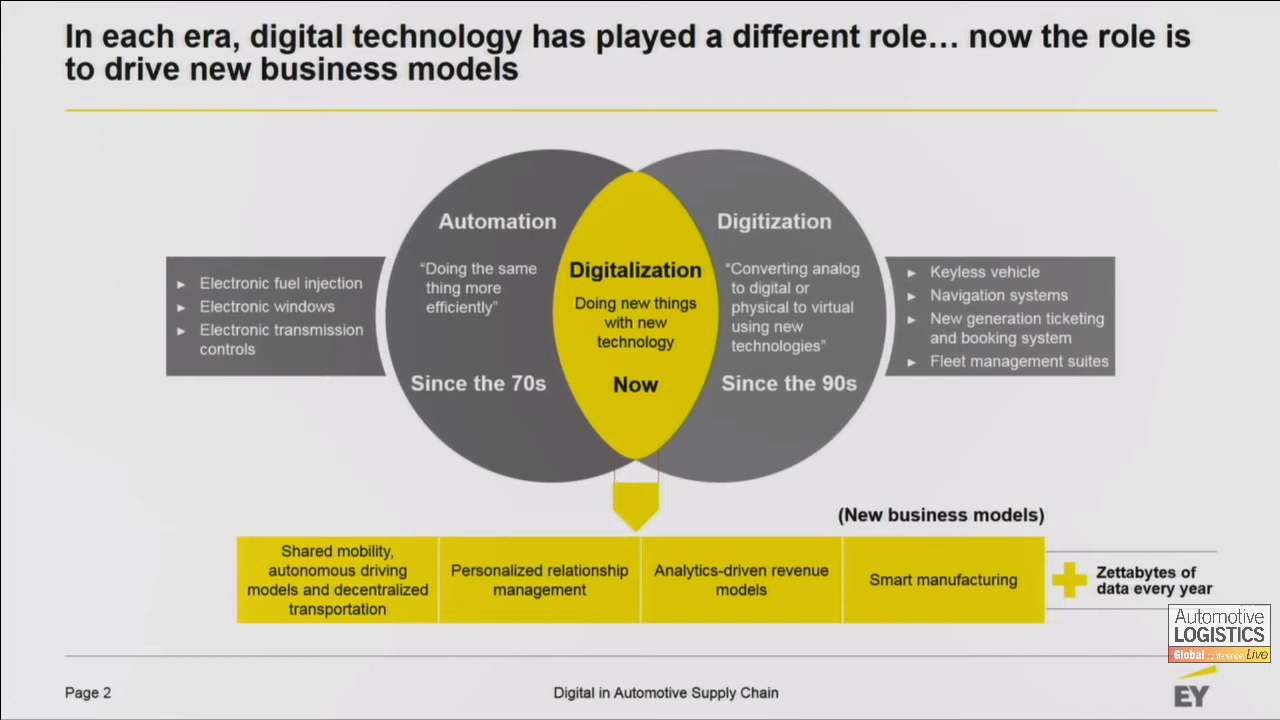 In each era, digital technology has played a different role… now the role is
to drive new business models
Automation
"Doing the same
thing more
efficiently"
Since the 70s
Digitalization
Doing new things
with new
technology
Now
Digitization
"Converting analog
to digital or
physical to virtual
using new
technologies"
Since the 90s
Electronic fuel injection
Electronic windows
Electronic transmission
controls
Keyless vehicle
Navigation systems
New generation ticketing
and booking system
Fleet management suites
(New business models)
Shared mobility,
autonomous driving
models and decentralized
transportation
Personalized relationship
management
Analytics-driven revenue
models
Smart manufacturing
Zettabytes of
data every year
Automotive
LOGISTICS
Global conference Live
Page 2
Digital in Automotive Supply Chain
EY